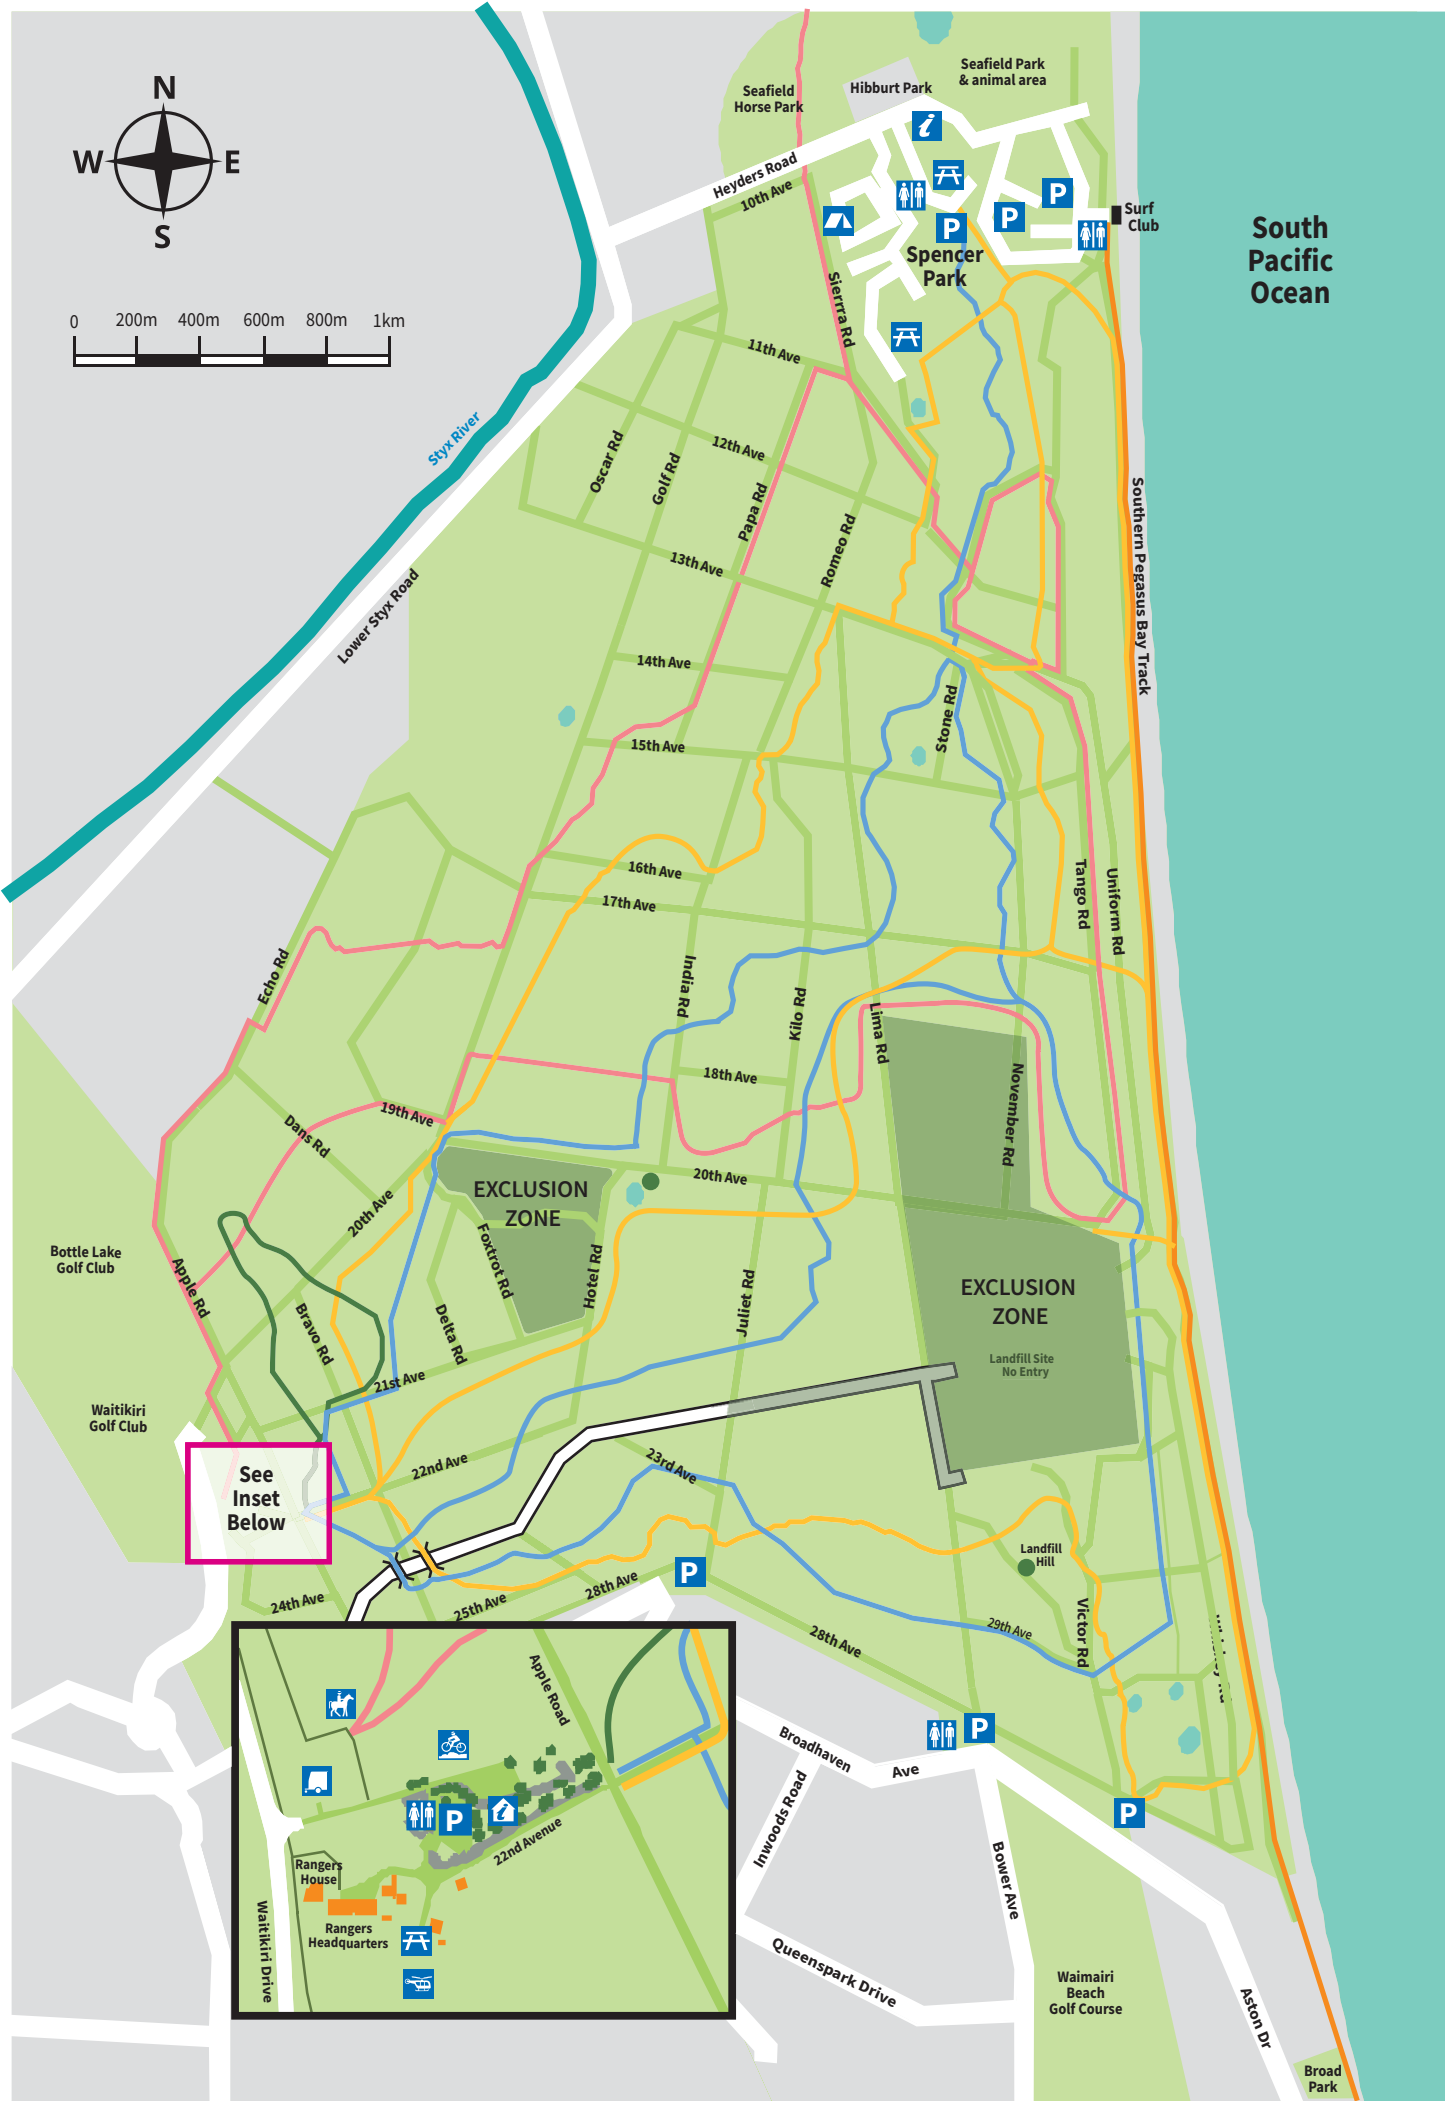 N
W
E
S
0
200m
400m
600m
800m
1km
Seafield
Horse Park
Hibburt Park
Seafield Park
& animal area
Heyders Road
10th Ave
i
P
P
P
Surf
Club
Spencer
Park
South
Pacific
Ocean
Sierrra Rd
11th Ave
Styx River
Oscar Rd
Golf Rd
12th Ave
Papa Rd
Romeo Rd
13th Ave
Southern Pegasus Bay Track
Lower Styx Road
14th Ave
15th Ave
Stone Rd
16th Ave
17th Ave
Tango Rd
Uniform Rd
Echo Rd
India Rd
Kilo Rd
Lima Rd
18th Ave
November Rd
19th Ave
Dans Rd
20th Ave
20th Ave
EXCLUSION
ZONE
Foxtrot Rd
Hotel Rd
Juliet Rd
Bottle Lake
Golf Club
Apple Rd
Bravo Rd
Delta Rd
21st Ave
EXCLUSION
ZONE
Landfill Site
No Entry
Waitikiri
Golf Club
22nd Ave
23rd Ave
See
Inset
Below
Landfill
Hill
P
24th Ave
25th Ave
28th Ave
28th Ave
29th Ave
Victor Rd
Apple Road
P
i
22nd Avenue
Rangers
House
Rangers
Headquarters
Waitikiri Drive
P
P
Broadhaven
Ave
Inwoods Road
Bower Ave
Queenspark Drive
Waimairi
Beach
Golf Course
Aston Dr
Broad
Park